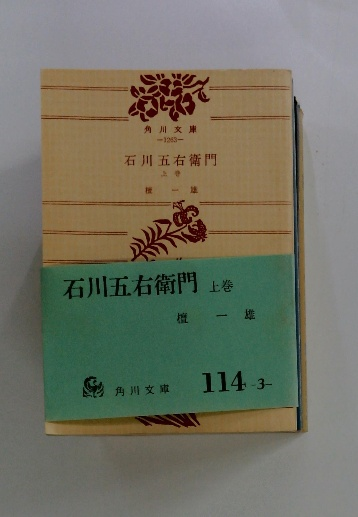 角川文庫
—1263—
石川五右衛門
上巻
檀一雄
石川五右衛門 上巻
檀一雄
角川文庫 114 -3-